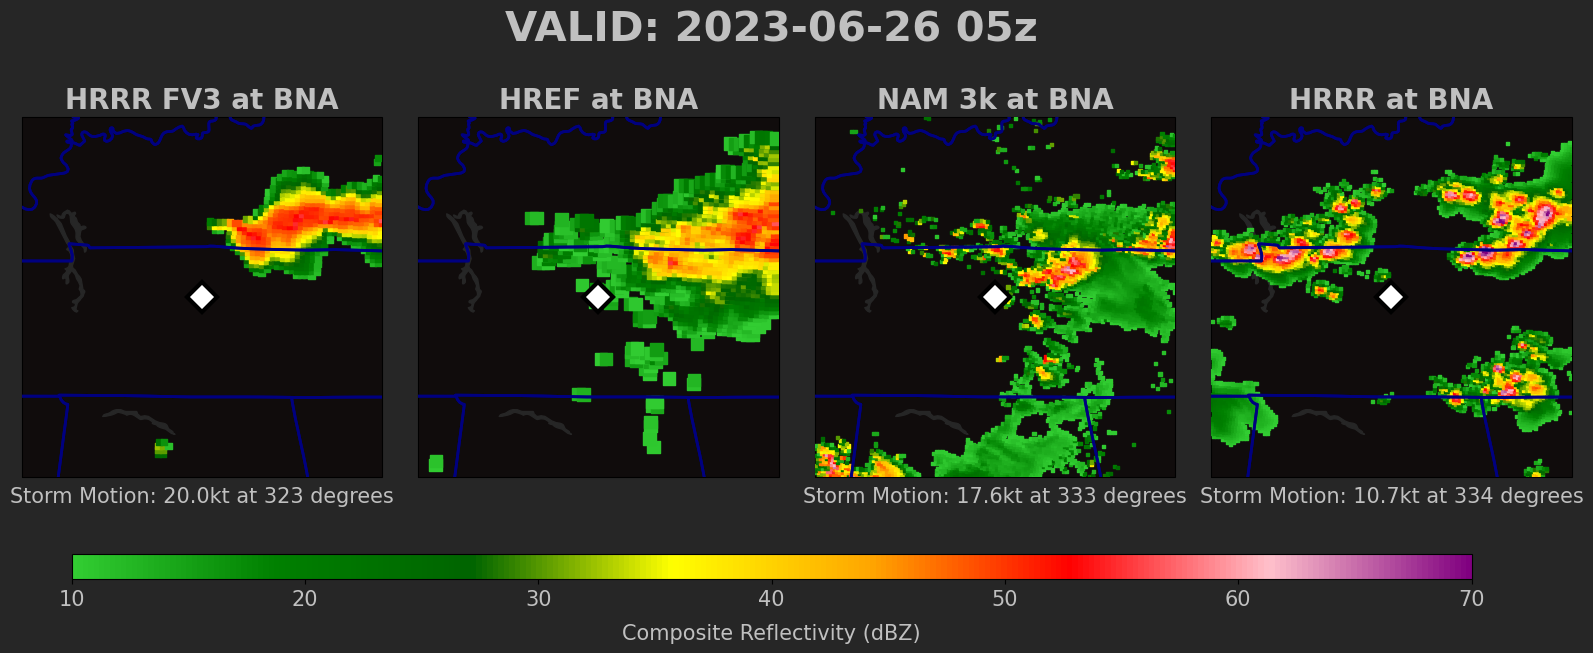 VALID: 2023-06-26 05z
HRRR FV3 at BNA
HREF at BNA
NAM 3k at BNA
HRRR at BNA
Storm Motion: 20.0kt at 323 degrees
Storm Motion: 17.6kt at 333 degrees
Storm Motion: 10.7kt at 334 degrees
10 20 30 40 50 60 70
Composite Reflectivity (dBZ)